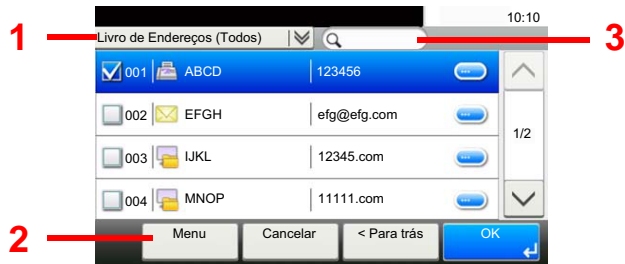 10:10
1 Livro de Endereços (Todos) 3
001 ABCD 123456
002 EFGH efg@efg.com
1/2
003 IJKL 12345.com
004 MNOP 11111.com
2 Menu Cancelar < Para trás OK